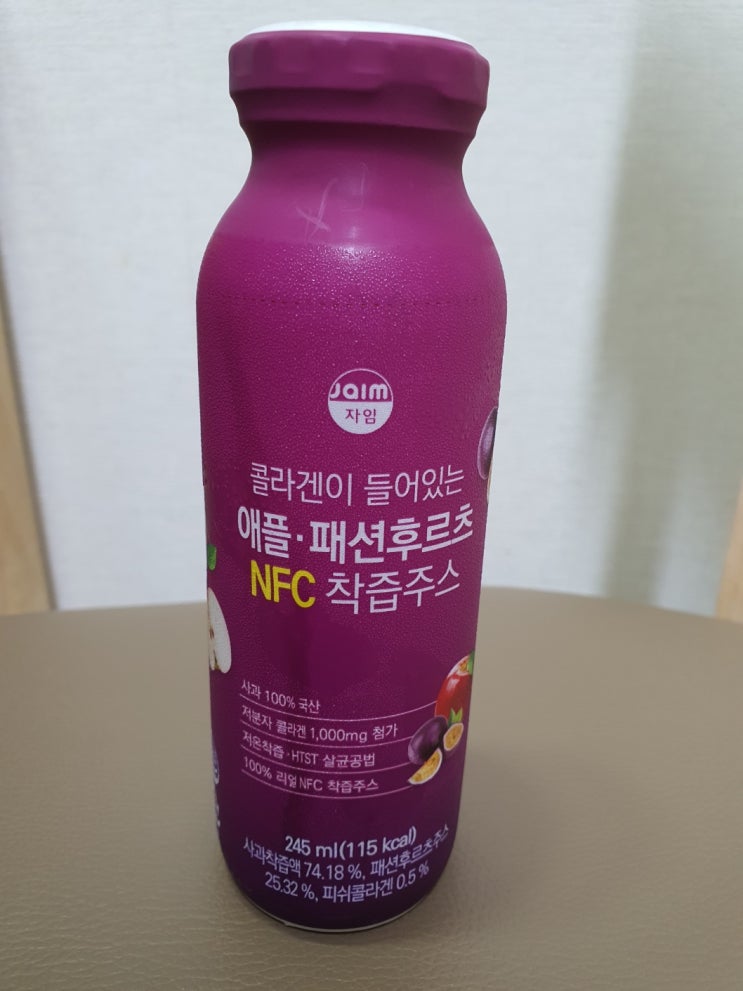 Jaim
자임
콜라겐이 들어있는
애플·패션후르츠
NFC 착즙주스
사과 100% 국산
저분자 콜라겐 1,000mg 첨가
저온착즙·HTST 살균공법
100% 리얼 NFC 착즙주스
245 ml(115 kcal)
사과착즙액 74.18 %, 패션후르츠주스
25.32 %, 피쉬콜라겐 0.5 %